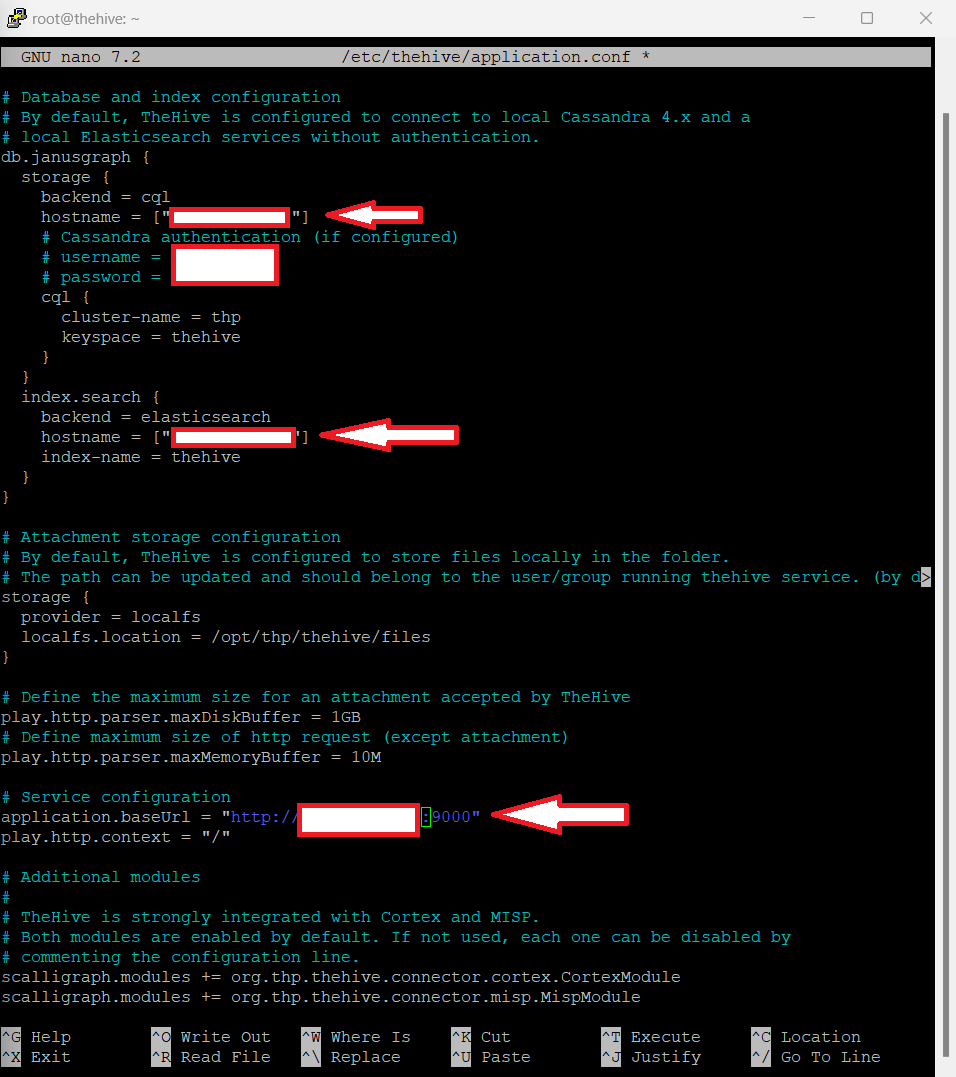 root@thehive: ~
GNU nano 7.2 /etc/thehive/application.conf *
# Database and index configuration
# By default, TheHive is configured to connect to local Cassandra 4.x and a
# local Elasticsearch services without authentication.
db.janusgraph {
  storage {
    backend = cql
    hostname = [" "]
    # Cassandra authentication (if configured)
    # username =
    # password =
    cql {
      cluster-name = thp
      keyspace = thehive
    }
  }
  index.search {
    backend = elasticsearch
    hostname = [" "]
    index-name = thehive
  }
}
# Attachment storage configuration
# By default, TheHive is configured to store files locally in the folder.
# The path can be updated and should belong to the user/group running thehive service. (by d>
storage {
  provider = localfs
  localfs.location = /opt/thp/thehive/files
}
# Define the maximum size for an attachment accepted by TheHive
play.http.parser.maxDiskBuffer = 1GB
# Define maximum size of http request (except attachment)
play.http.parser.maxMemoryBuffer = 10M
# Service configuration
application.baseUrl = "http:// :9000"
play.http.context = "/"
# Additional modules
#
# TheHive is strongly integrated with Cortex and MISP.
# Both modules are enabled by default. If not used, each one can be disabled by
# commenting the configuration line.
scalligraph.modules += org.thp.thehive.connector.cortex.CortexModule
scalligraph.modules += org.thp.thehive.connector.misp.MispModule
^G Help ^O Write Out ^W Where Is ^K Cut ^T Execute ^C Location
^X Exit ^R Read File ^\ Replace ^U Paste ^J Justify ^/ Go To Line